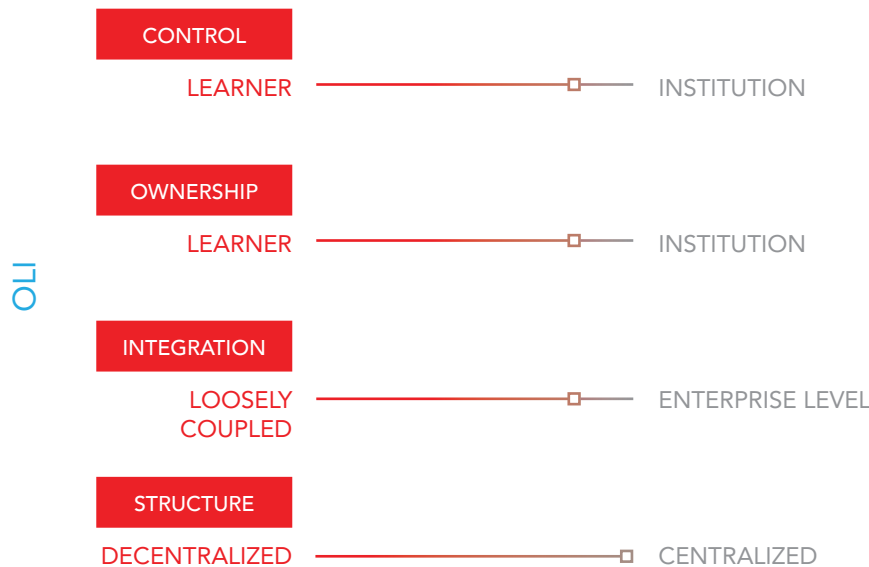 OLI
CONTROL
LEARNER INSTITUTION
OWNERSHIP
LEARNER INSTITUTION
INTEGRATION
LOOSELY ENTERPRISE LEVEL
COUPLED
STRUCTURE
DECENTRALIZED CENTRALIZED